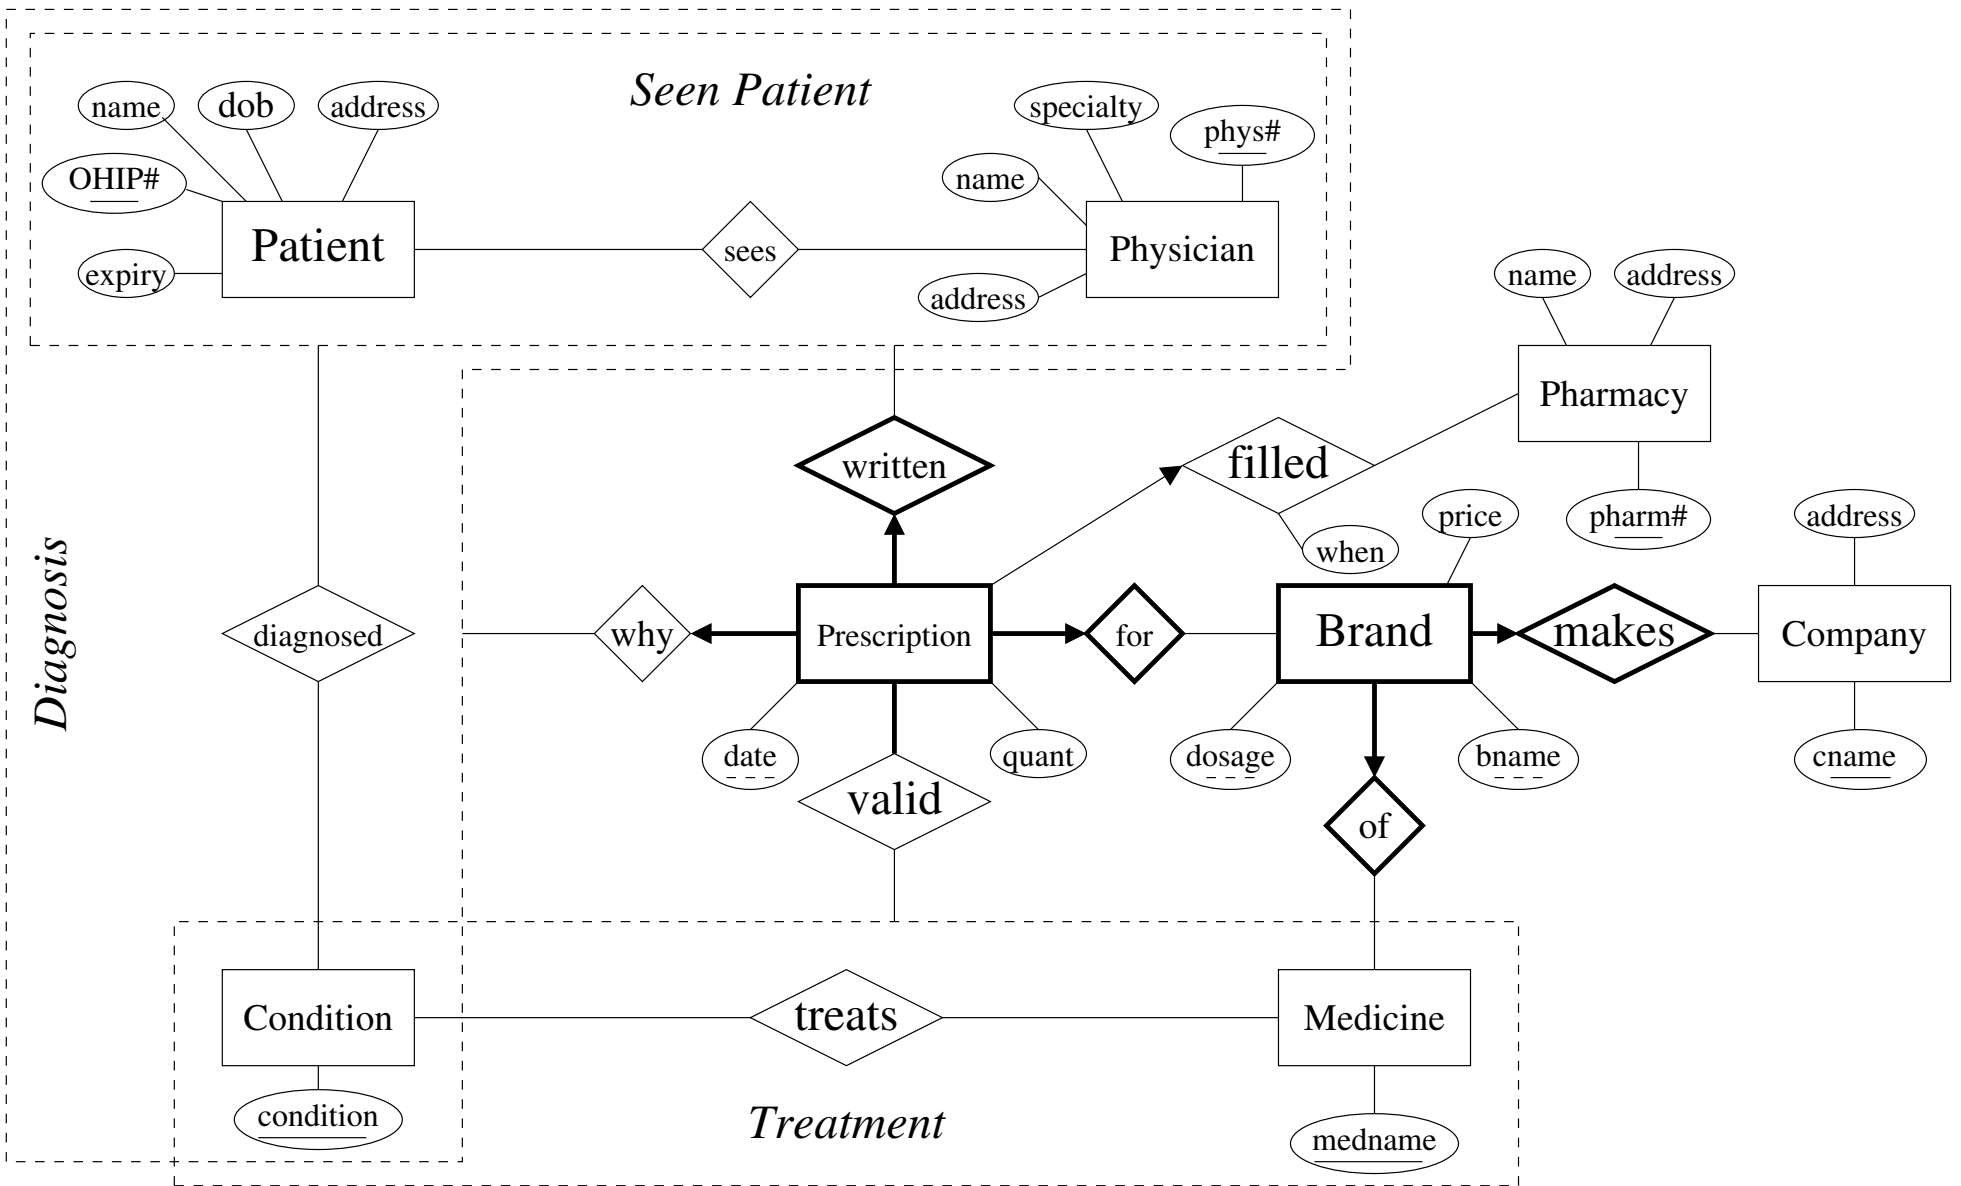 Seen Patient
name
dob
address
specialty
phys#
OHIP#
name
Patient
sees
Physician
expiry
address
name
address
Pharmacy
written
filled
price
pharm#
address
when
Diagnosis
diagnosed
why
Prescription
for
Brand
makes
Company
date
quant
dosage
bname
cname
valid
of
Condition
treats
Medicine
condition
Treatment
medname